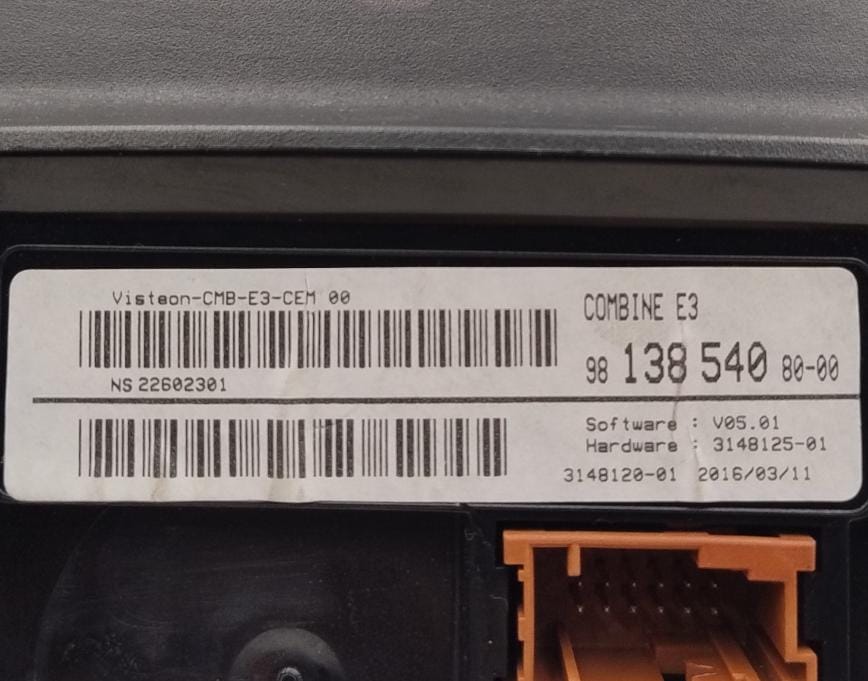 Visteon-CMB-E3-CEM 00
NS 22602301
COMBINE E3
98 138 540 80-00
Software : V05.01
Hardware : 3148125-01
3148120-01 2016/03/11